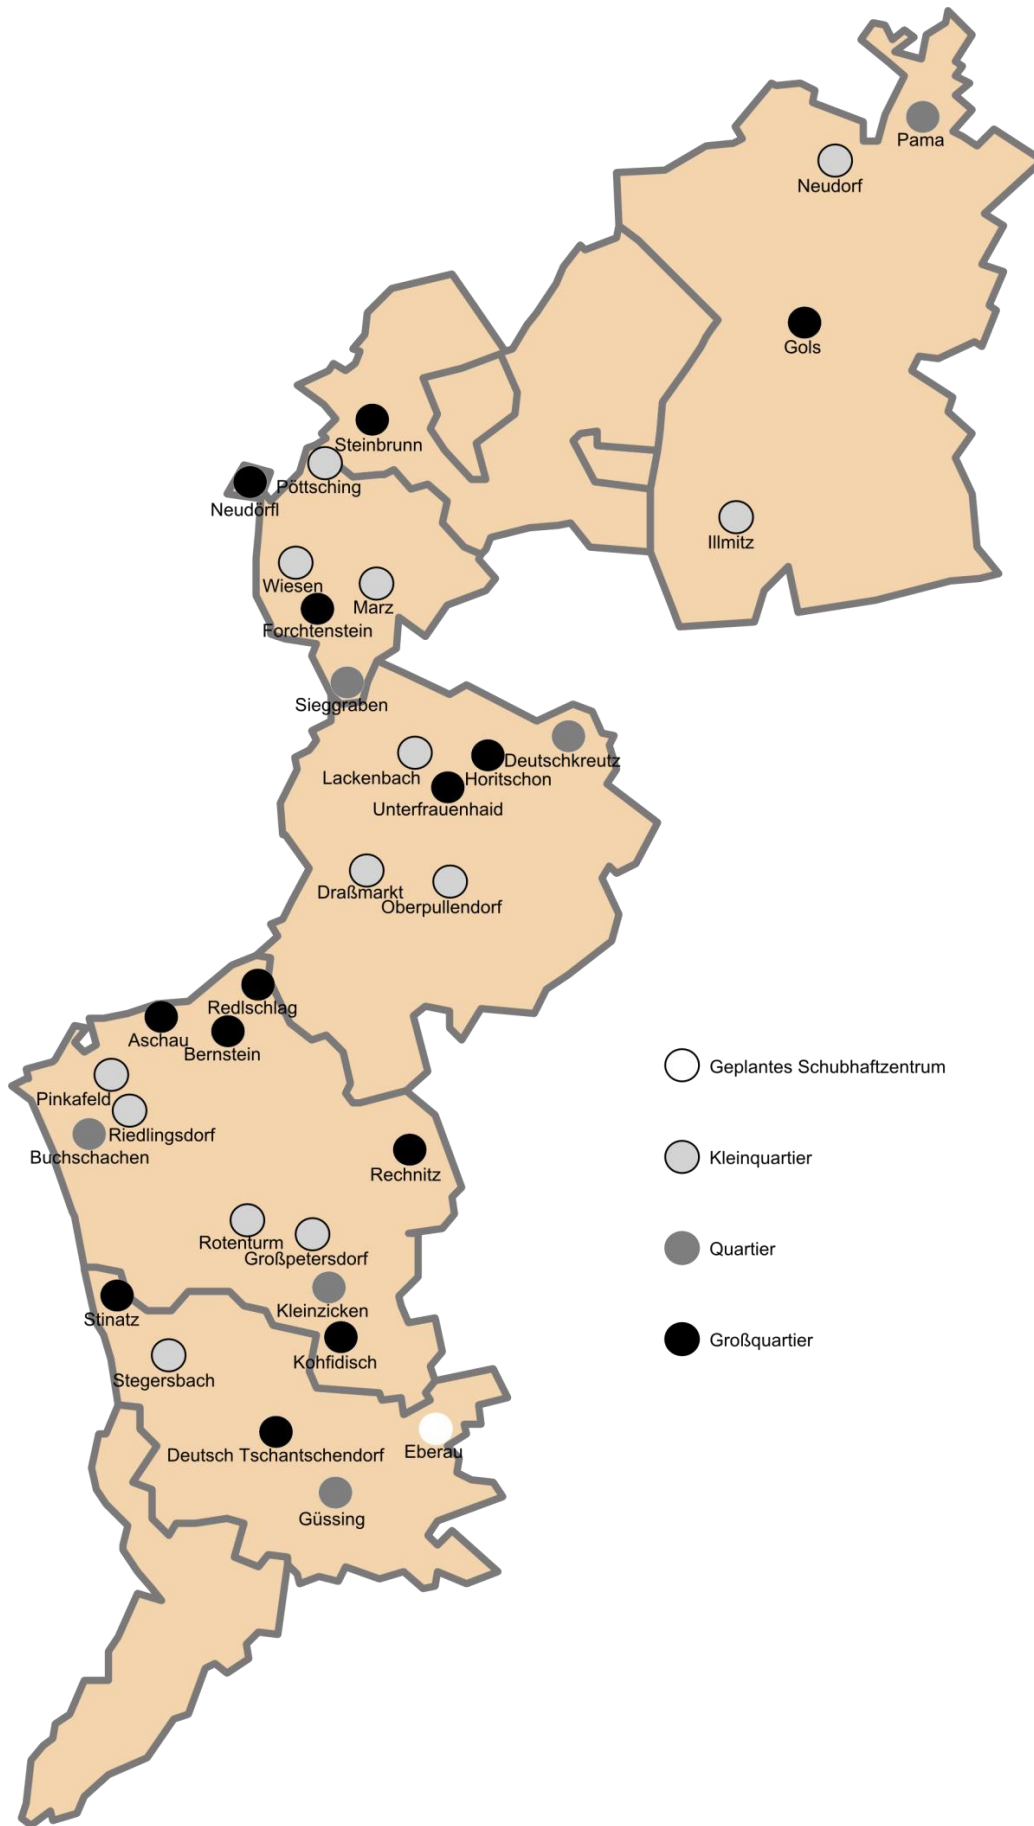 Pama
Neudorf
Gols
Steinbrunn
Pöttsching
Neudörfl
Illmitz
Wiesen
Marz
Forchtenstein
Sieggraben
Deutschkreutz
Lackenbach
Horitschon
Unterfrauenhaid
Draßmarkt
Oberpullendorf
Redlschlag
Aschau
Bernstein
Pinkafeld
Riedlingsdorf
Buchschachen
Rechnitz
Rotenturm
Großpetersdorf
Kleinzicken
Stinatz
Kohfidisch
Stegersbach
Deutsch Tschantschendorf
Eberau
Güssing
Geplantes Schubhaftzentrum
Kleinquartier
Quartier
Großquartier